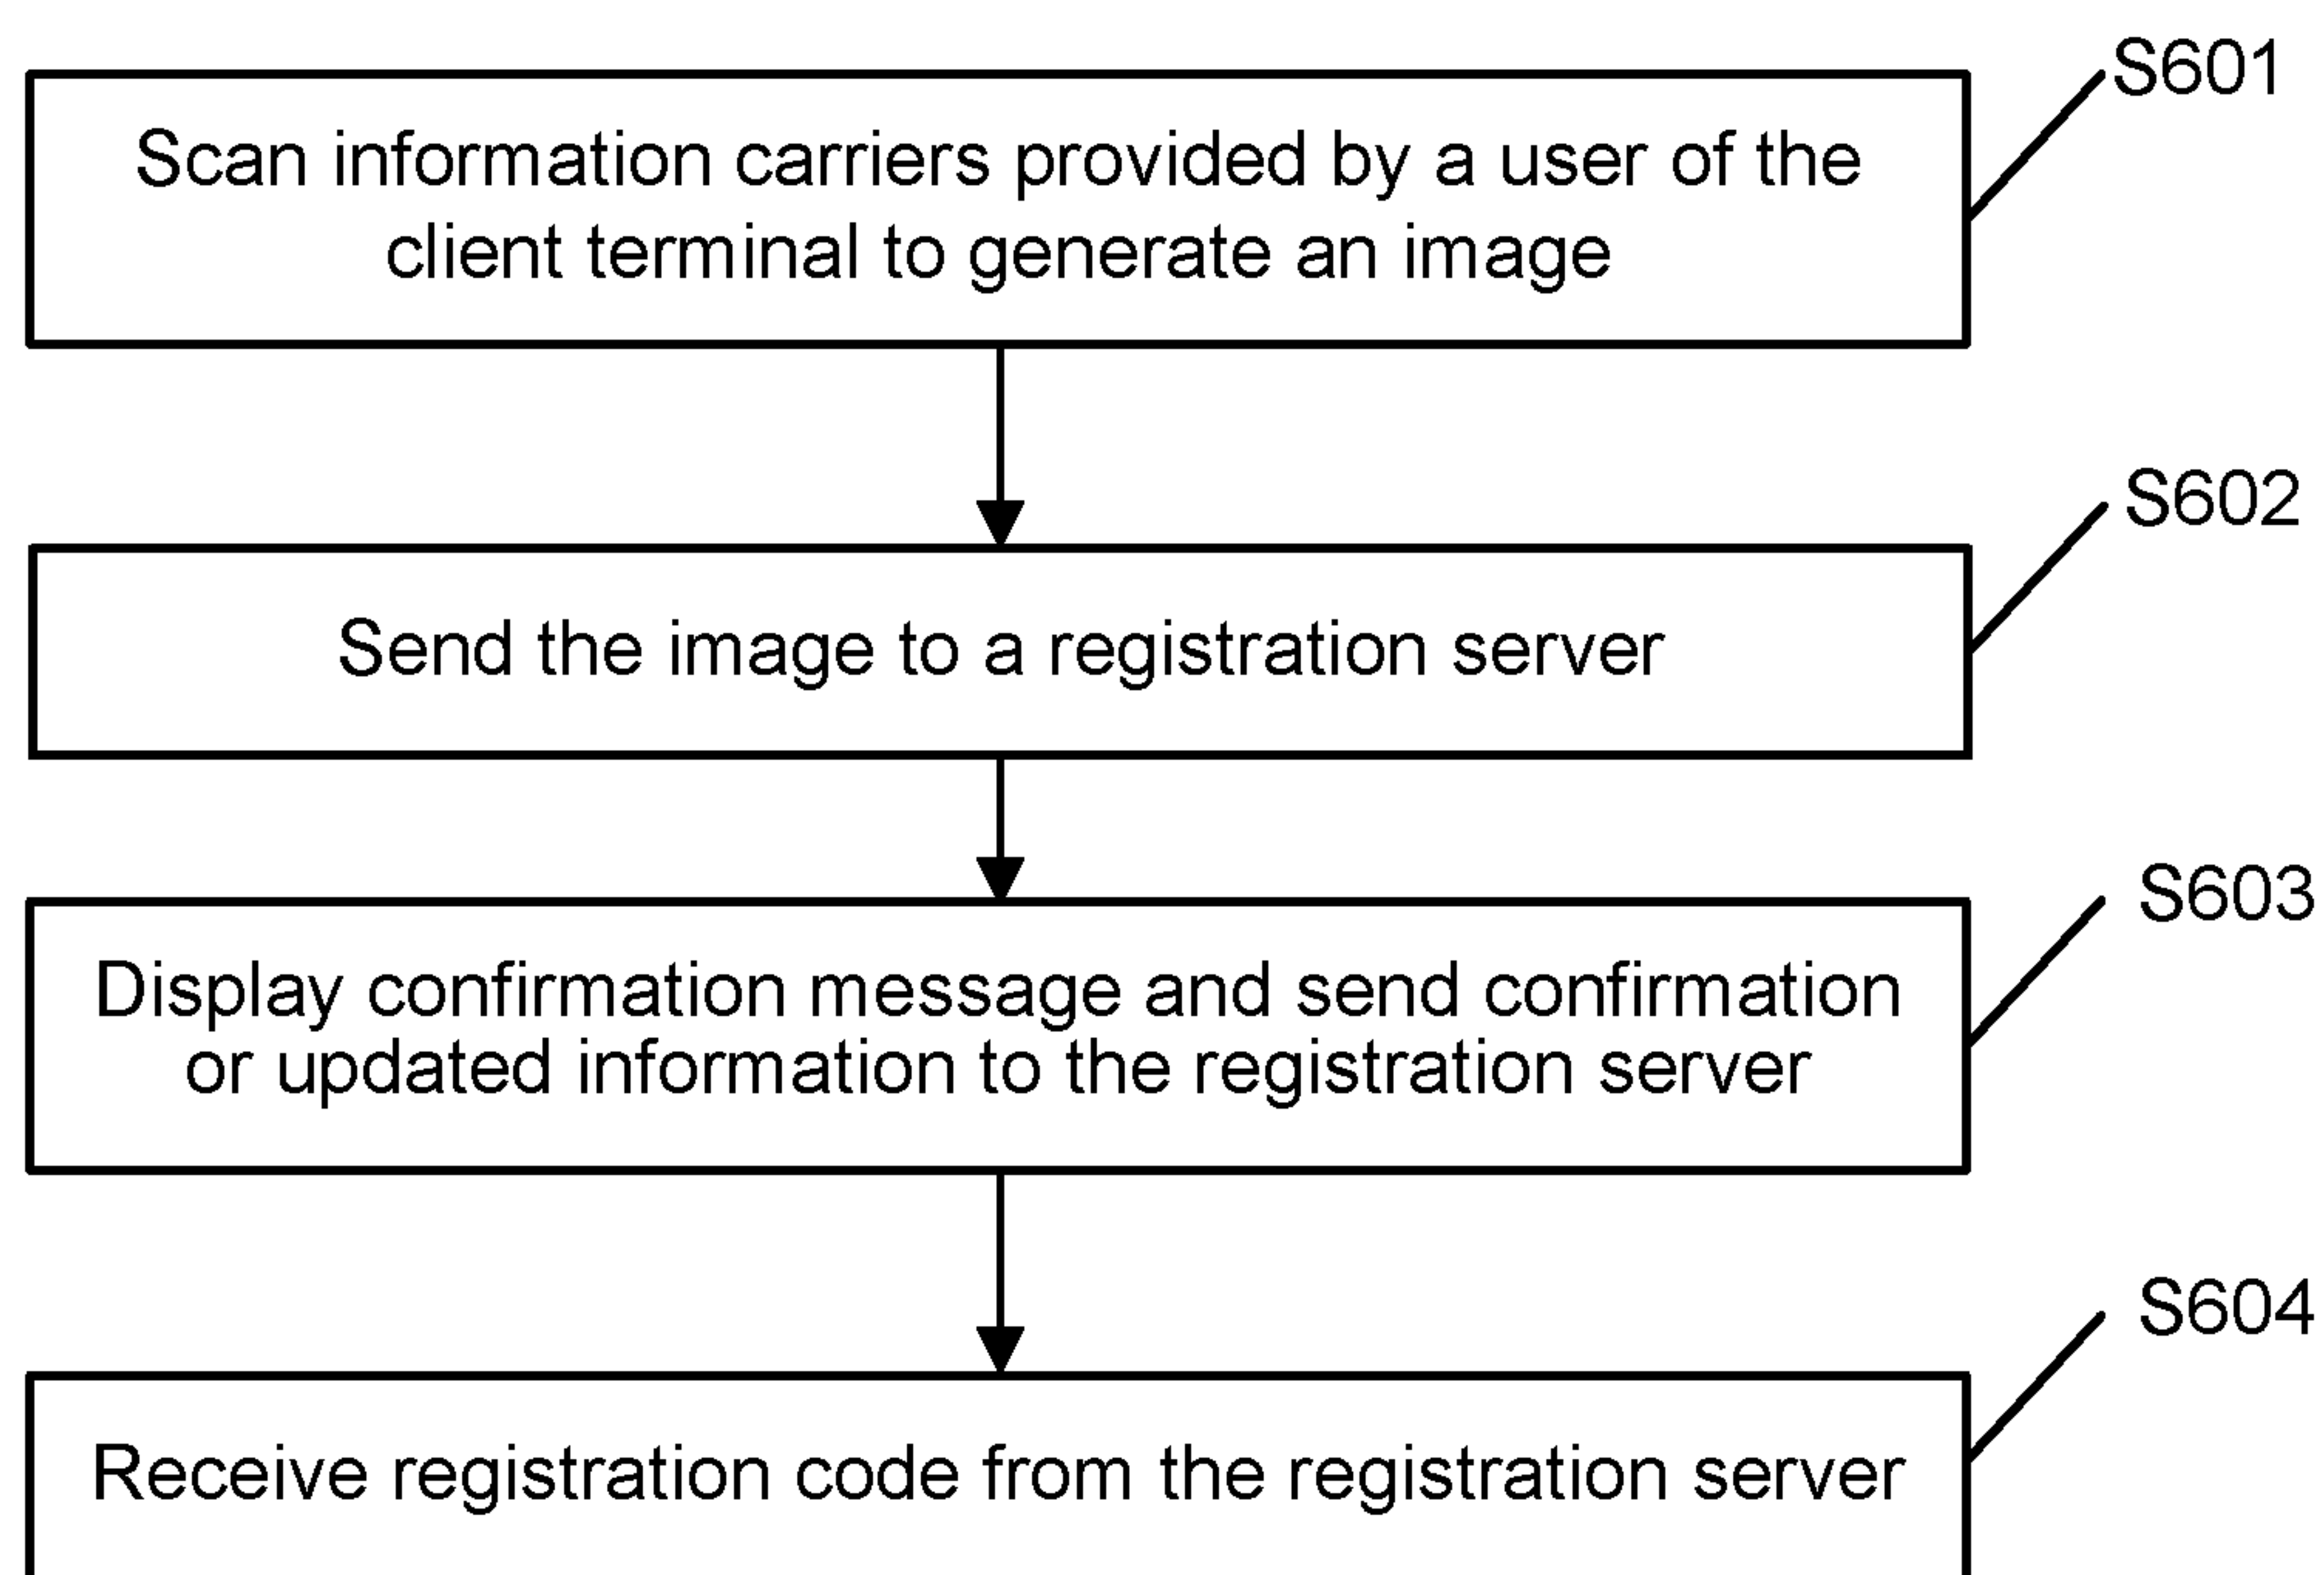 S601
Scan information carriers provided by a user of the
client terminal to generate an image
S602
Send the image to a registration server
S603
Display confirmation message and send confirmation
or updated information to the registration server
S604
Receive registration code from the registration server